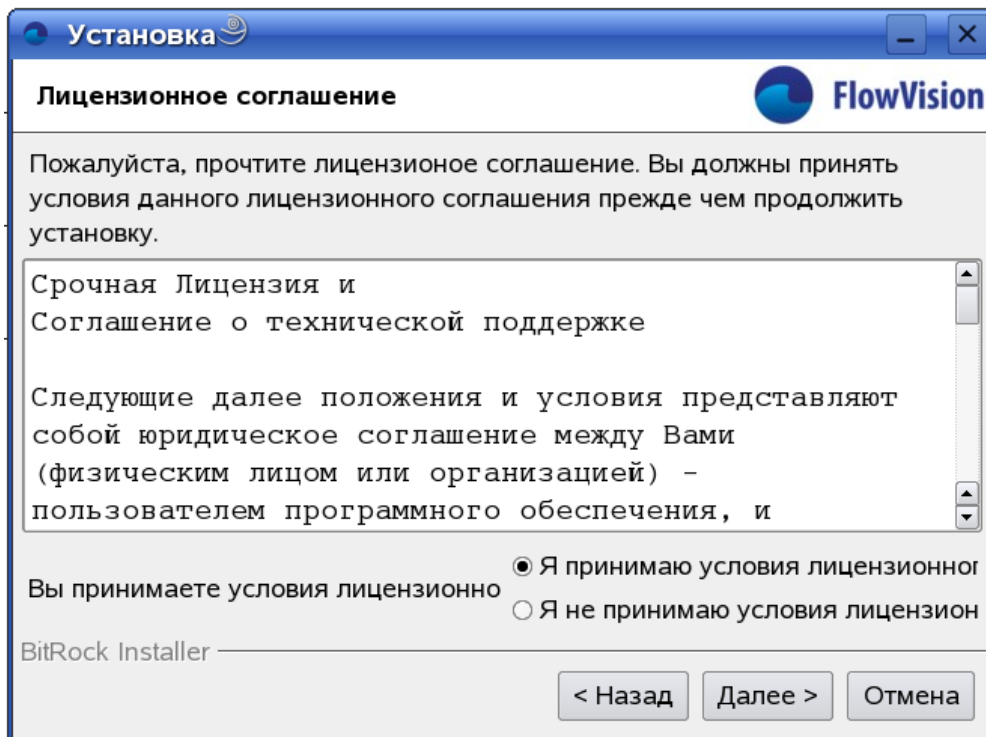 Установка
Лицензионное соглашение
FlowVision
Пожалуйста, прочтите лицензионое соглашение. Вы должны принять
условия данного лицензионного соглашения прежде чем продолжить
установку.
Срочная Лицензия и
Соглашение о технической поддержке
Следующие далее положения и условия представляют
собой юридическое соглашение между Вами
(физическим лицом или организацией) -
пользователем программного обеспечения, и
Вы принимаете условия лицензионно
Я принимаю условия лицензионног
Я не принимаю условия лицензион
BitRock Installer
< Назад
Далее >
Отмена